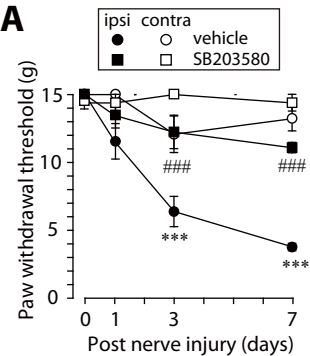 A
ipsi contra
vehicle
SB203580
Paw withdrawal threshold (g)
15
10
5
0
###
***
###
***
0 1 3 7
Post nerve injury (days)